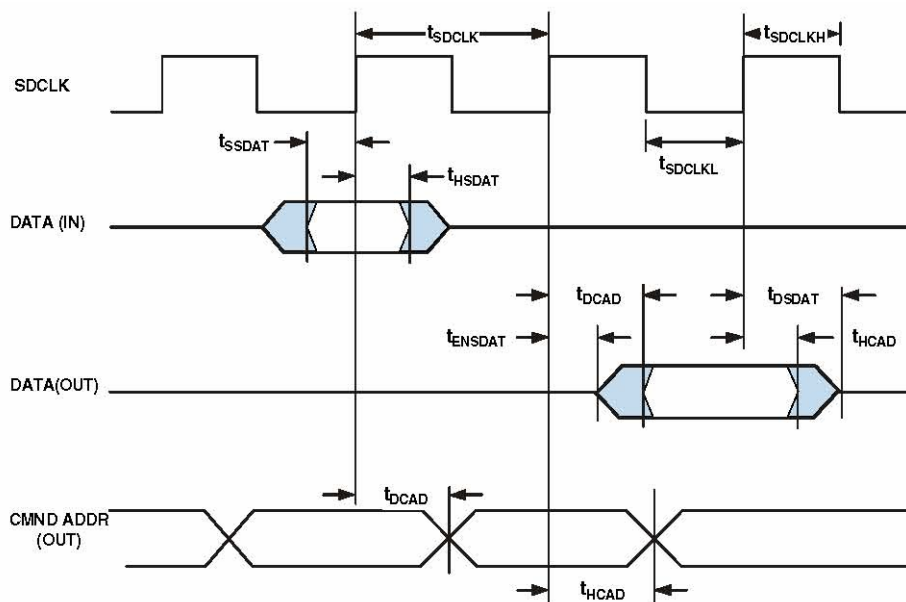 tSDCLK
tSDCLKH
SDCLK
tSSDAT
tSDCLKL
tHSDAT
DATA (IN)
tDCAD
tDSDAT
tENSDAT
tHCAD
DATA(OUT)
tDCAD
CMND ADDR
(OUT)
tHCAD